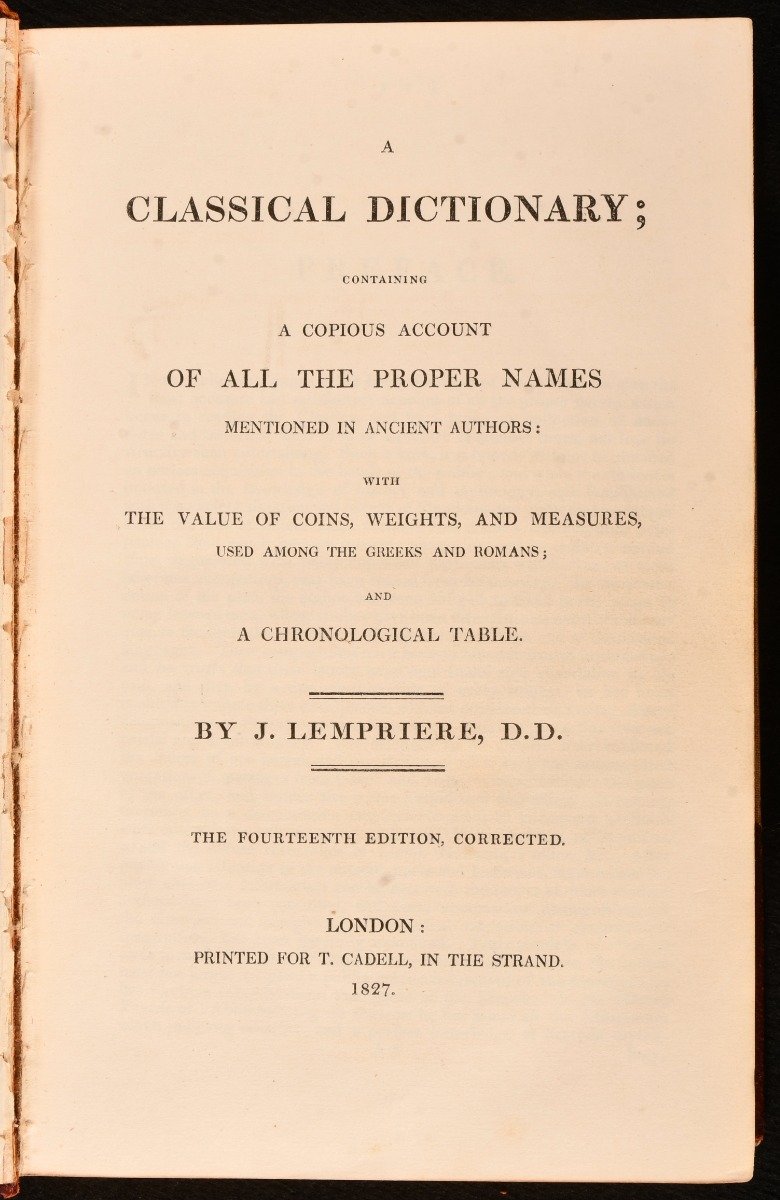 A
CLASSICAL DICTIONARY;
CONTAINING
A COPIOUS ACCOUNT
OF ALL THE PROPER NAMES
MENTIONED IN ANCIENT AUTHORS:
WITH
THE VALUE OF COINS, WEIGHTS, AND MEASURES,
USED AMONG THE GREEKS AND ROMANS;
AND
A CHRONOLOGICAL TABLE.
BY J. LEMPRIERE, D.D.
THE FOURTEENTH EDITION, CORRECTED.
LONDON:
PRINTED FOR T. CADELL, IN THE STRAND.
1827.